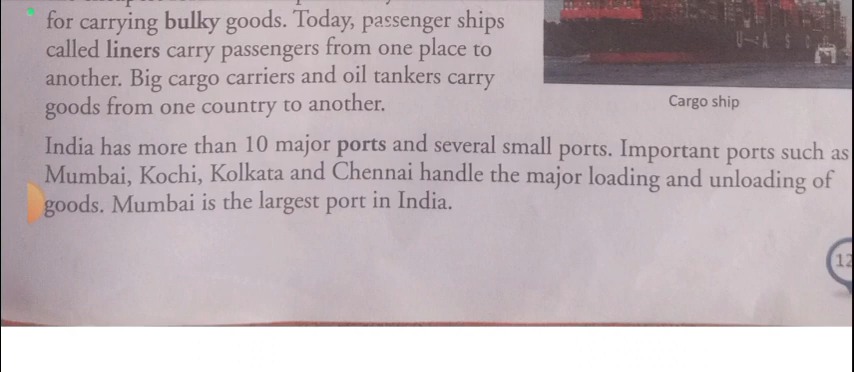 for carrying bulky goods. Today, passenger ships
called liners carry passengers from one place to
another. Big cargo carriers and oil tankers carry
goods from one country to another.
Cargo ship
India has more than 10 major ports and several small ports. Important ports such as
Mumbai, Kochi, Kolkata and Chennai handle the major loading and unloading of
goods. Mumbai is the largest port in India.
12